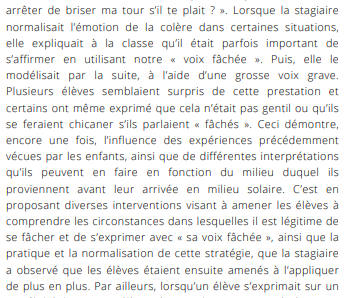 arrêter de briser ma tour s'il te plait ? ». Lorsque la stagiaire
normalisait l'émotion de la colère dans certaines situations,
elle expliquait à la classe qu'il était parfois important de
s'affirmer en utilisant notre « voix fâchée ». Puis, elle le
modélisait par la suite, à l'aide d'une grosse voix grave.
Plusieurs élèves semblaient surpris de cette prestation et
certains ont même exprimé que cela n'était pas gentil ou qu'ils
se feraient chicaner s'ils parlaient « fâchés ». Ceci démontre,
encore une fois, l'influence des expériences précédemment
vécues par les enfants, ainsi que de différentes interprétations
qu'ils peuvent en faire en fonction du milieu duquel ils
proviennent avant leur arrivée en milieu solaire. C'est en
proposant diverses interventions visant à amener les élèves à
comprendre les circonstances dans lesquelles il est légitime de
se fâcher et de s'exprimer avec « sa voix fâchée », ainsi que la
pratique et la normalisation de cette stratégie, que la stagiaire
a observé que les élèves étaient ensuite amenés à l'appliquer
de plus en plus. Par ailleurs, lorsqu'un élève s'exprimait sur un